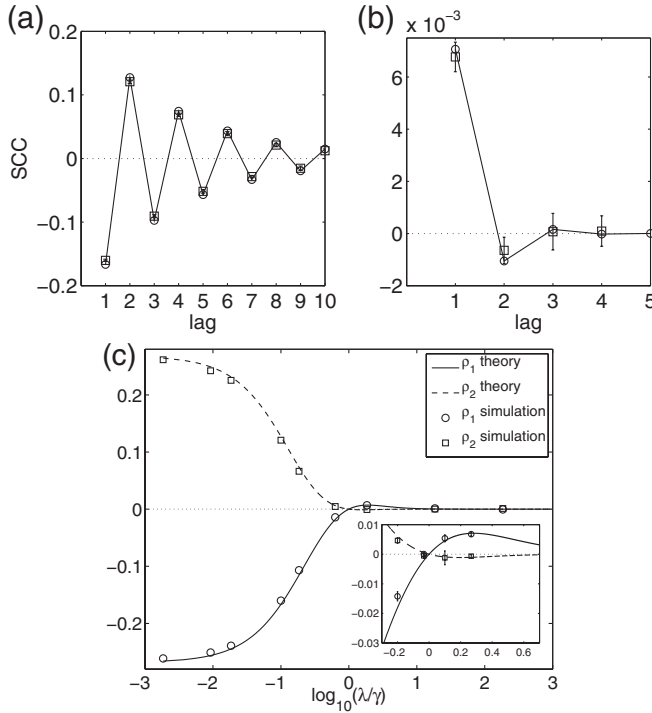 (a)
0.2
0.1
0
−0.1
−0.2
SCC
1 2 3 4 5 6 7 8 9 10
lag
(b)
x 10⁻³
6
4
2
0
−2
1 2 3 4 5
lag
(c)
0.2
0.1
0
−0.1
−0.2
−3 −2 −1 0 1 2 3
log₁₀(λ/γ)
ρ₁ theory
ρ₂ theory
ρ₁ simulation
ρ₂ simulation
0.01
0
−0.01
−0.02
−0.03
−0.2 0 0.2 0.4 0.6